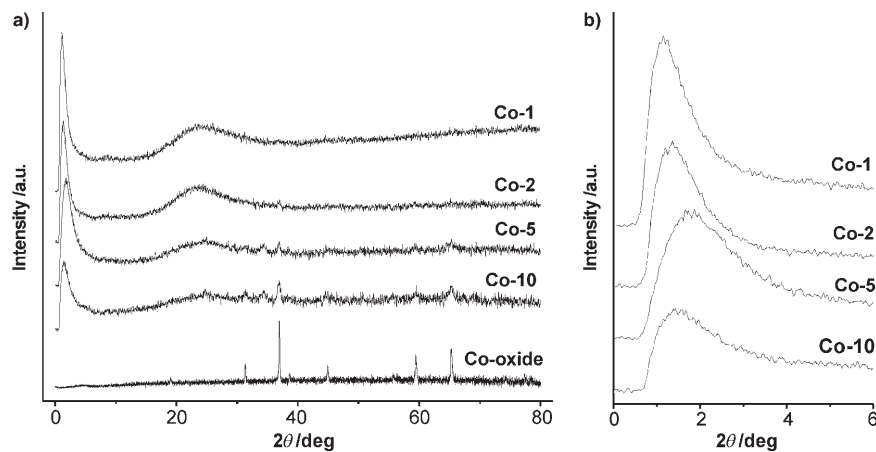 a)
Intensity /a.u.
Co-1
Co-2
Co-5
Co-10
Co-oxide
0 20 40 60 80
2θ /deg
b)
Intensity /a.u.
Co-1
Co-2
Co-5
Co-10
0 2 4 6
2θ /deg